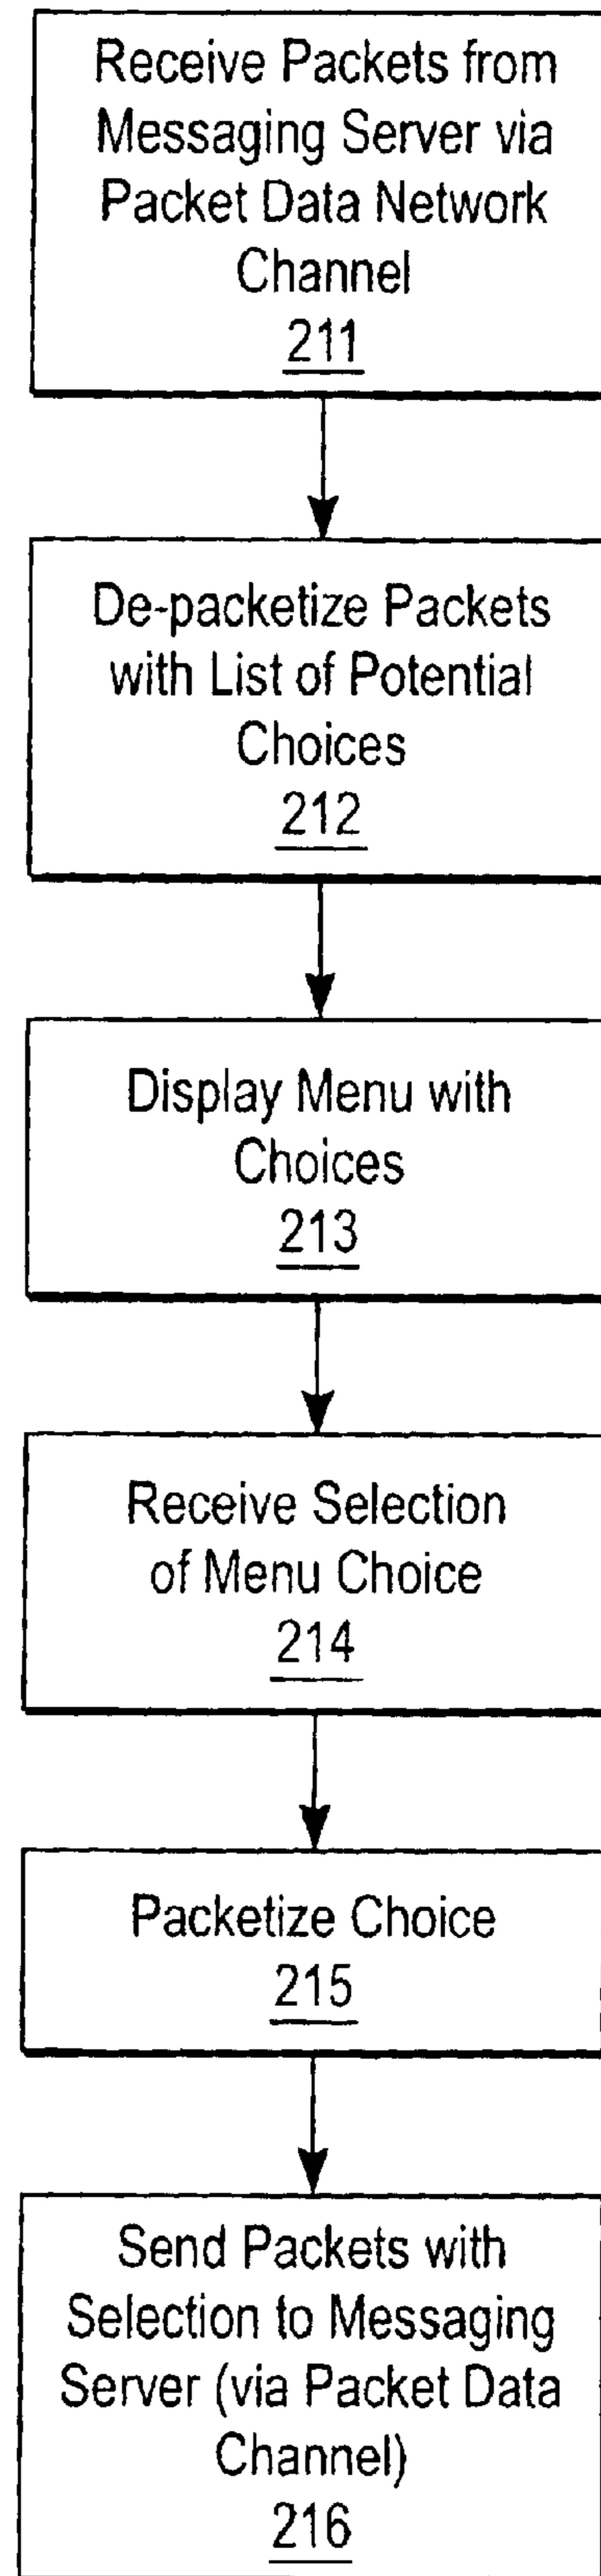 Receive Packets from
Messaging Server via
Packet Data Network
Channel
211
De-packetize Packets
with List of Potential
Choices
212
Display Menu with
Choices
213
Receive Selection
of Menu Choice
214
Packetize Choice
215
Send Packets with
Selection to Messaging
Server (via Packet Data
Channel)
216